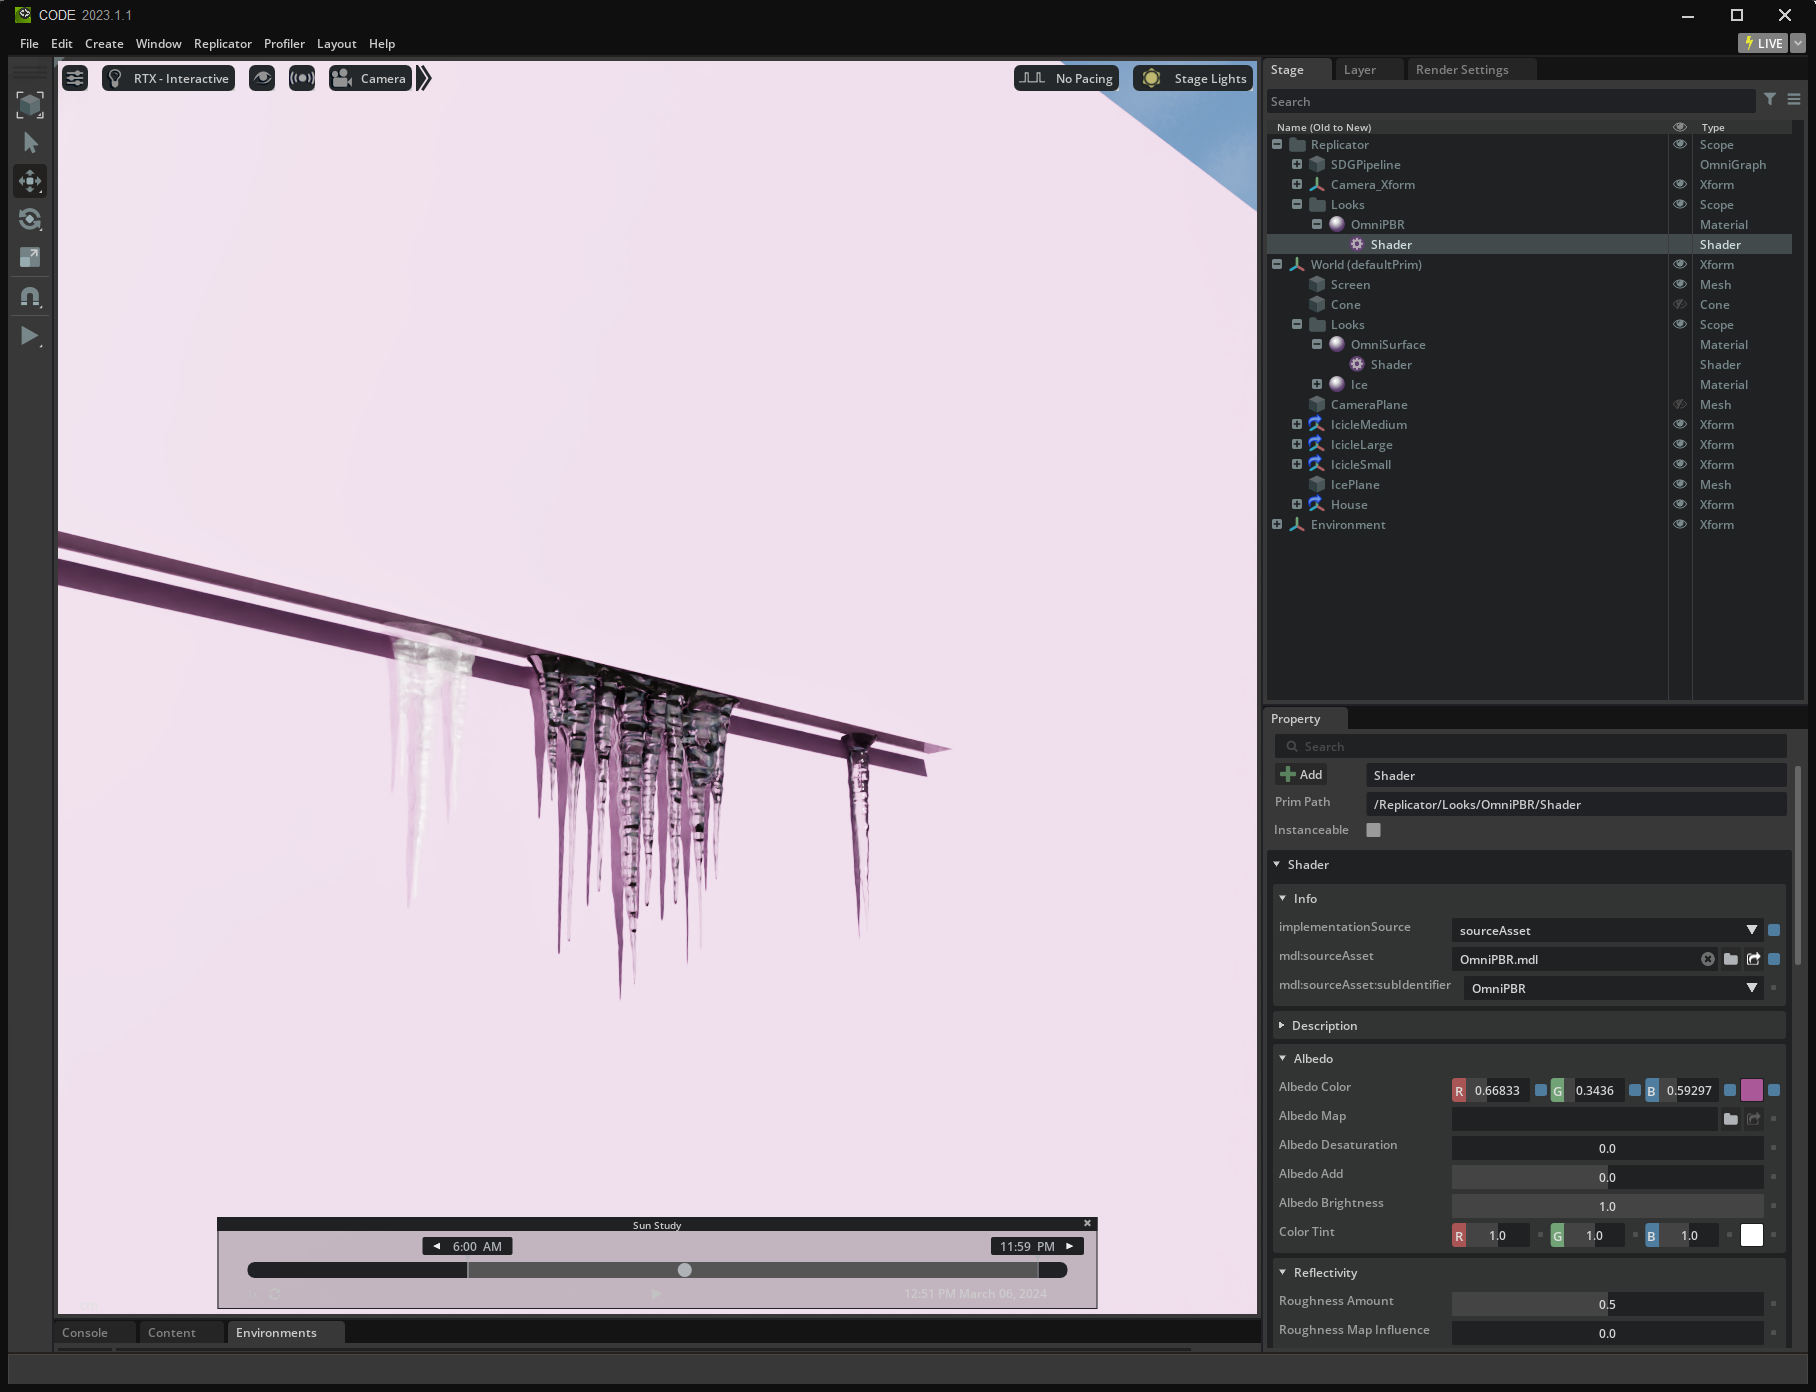 CODE 2023.1.1
File Edit Create Window Replicator Profiler Layout Help
LIVE
RTX - Interactive
Camera
No Pacing
Stage Lights
Stage Layer Render Settings
Search
Name (Old to New) Type
Replicator Scope
SDGPipeline OmniGraph
Camera_Xform Xform
Looks Scope
OmniPBR Material
Shader Shader
World (defaultPrim) Xform
Screen Mesh
Cone Cone
Looks Scope
OmniSurface Material
Shader Shader
Ice Material
CameraPlane Mesh
IcicleMedium Xform
IcicleLarge Xform
IcicleSmall Xform
IcePlane Mesh
House Xform
Environment Xform
Property
Search
Add Shader
Prim Path /Replicator/Looks/OmniPBR/Shader
Instanceable
Shader
Info
implementationSource sourceAsset
mdl:sourceAsset OmniPBR.mdl
mdl:sourceAsset:subIdentifier OmniPBR
Description
Albedo
Albedo Color R 0.66833 G 0.3436 B 0.59297
Albedo Map
Albedo Desaturation 0.0
Albedo Add 0.0
Albedo Brightness 1.0
Color Tint R 1.0 G 1.0 B 1.0
Reflectivity
Roughness Amount 0.5
Roughness Map Influence 0.0
Sun Study
6:00 AM 11:59 PM
12:51 PM March 06, 2024
Console Content Environments